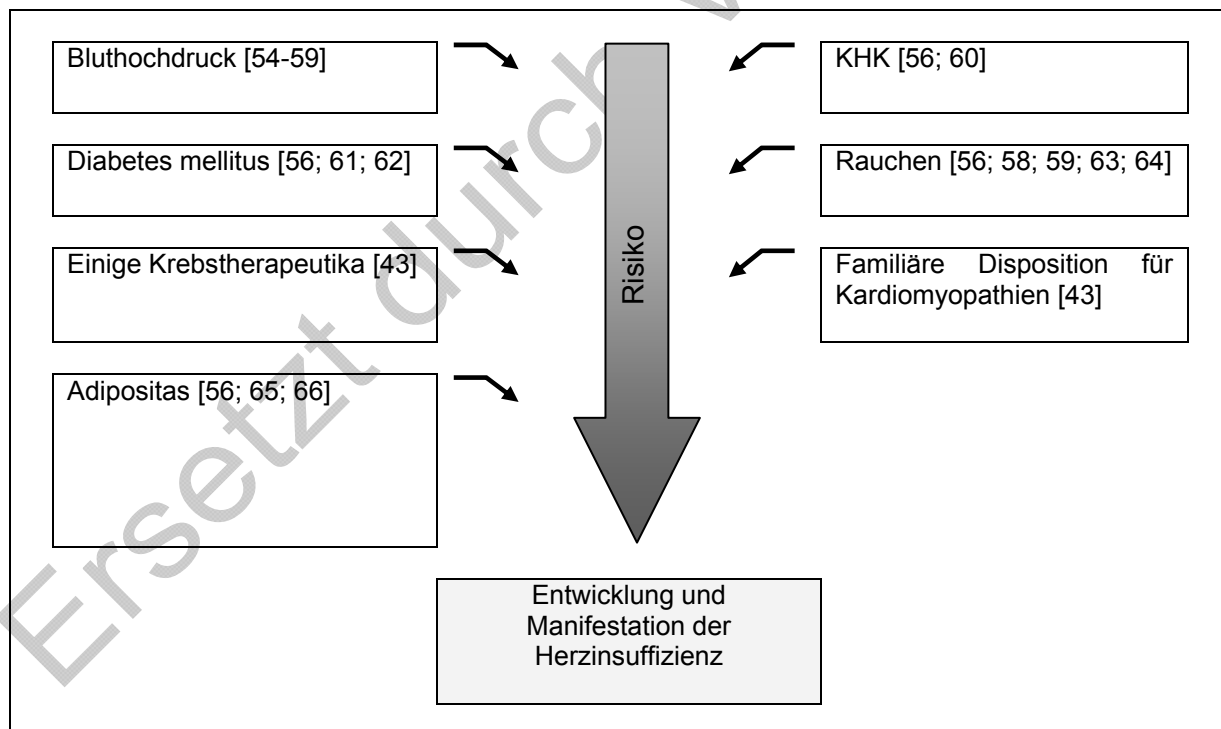 Bluthochdruck [54-59]
KHK [56; 60]
Diabetes mellitus [56; 61; 62]
Rauchen [56; 58; 59; 63; 64]
Einige Krebstherapeutika [43]
Familiäre Disposition für
Kardiomyopathien [43]
Adipositas [56; 65; 66]
Risiko
Entwicklung und
Manifestation der
Herzinsuffizienz
Ersetzt durch